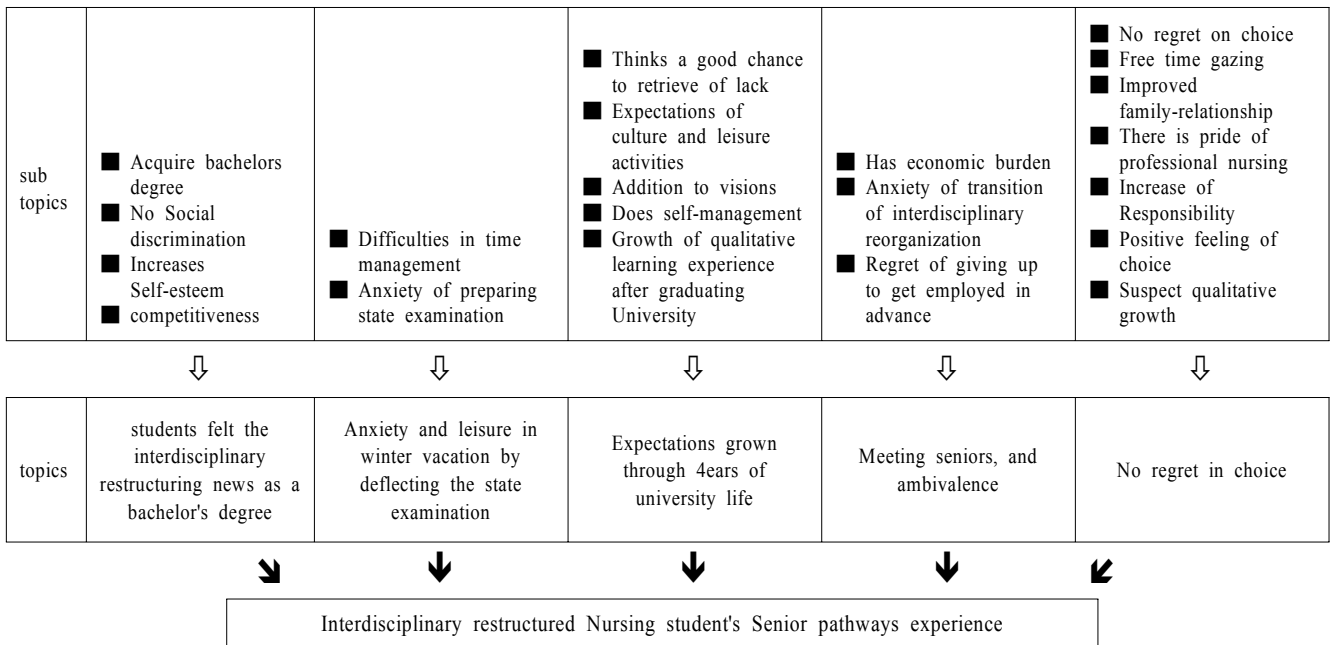 sub
topics
■ Acquire bachelors
degree
■ No Social
discrimination
■ Increases
Self-esteem
■ competitiveness
■ Difficulties in time
management
■ Anxiety of preparing
state examination
■ Thinks a good chance
to retrieve of lack
■ Expectations of
culture and leisure
activities
■ Addition to visions
■ Does self-management
■ Growth of qualitative
learning experience
after graduating
University
■ Has economic burden
■ Anxiety of transition
of interdisciplinary
reorganization
■ Regret of giving up
to get employed in
advance
■ No regret on choice
■ Free time gazing
■ Improved
family-relationship
■ There is pride of
professional nursing
■ Increase of
Responsibility
■ Positive feeling of
choice
■ Suspect qualitative
growth
topics
students felt the
interdisciplinary
restructuring news as a
bachelor's degree
Anxiety and leisure in
winter vacation by
deflecting the state
examination
Expectations grown
through 4ears of
university life
Meeting seniors, and
ambivalence
No regret in choice
Interdisciplinary restructured Nursing student's Senior pathways experience